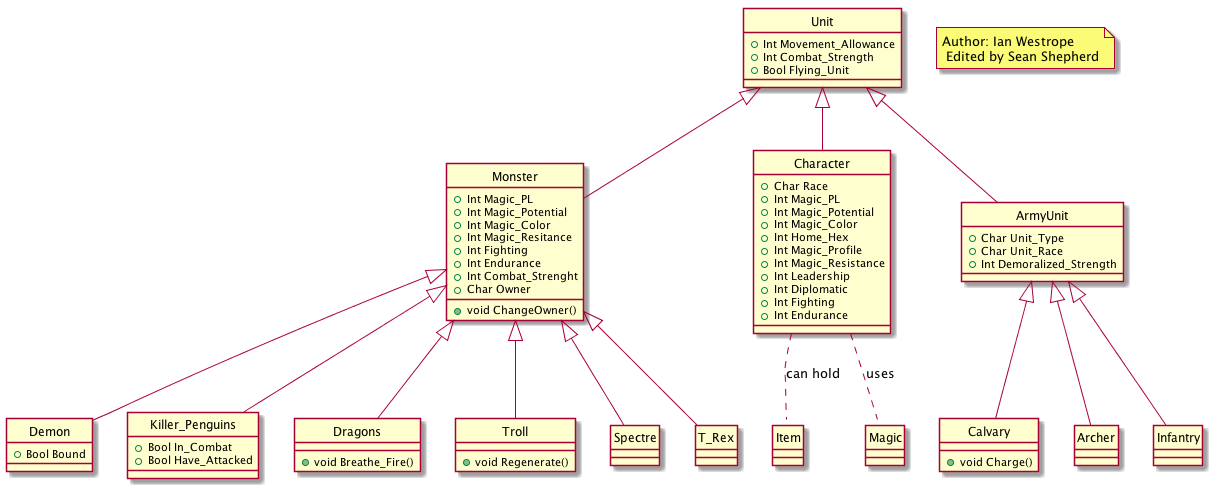 Unit
Int Movement_Allowance
Int Combat_Strength
Bool Flying_Unit
Author: Ian Westrope
Edited by Sean Shepherd
Monster
Int Magic_PL
Int Magic_Potential
Int Magic_Color
Int Magic_Resitance
Int Fighting
Int Endurance
Int Combat_Strenght
Char Owner
void ChangeOwner()
Character
Char Race
Int Magic_PL
Int Magic_Potential
Int Magic_Color
Int Home_Hex
Int Magic_Profile
Int Magic_Resistance
Int Leadership
Int Diplomatic
Int Fighting
Int Endurance
ArmyUnit
Char Unit_Type
Char Unit_Race
Int Demoralized_Strength
can hold
uses
Demon
Bool Bound
Killer_Penguins
Bool In_Combat
Bool Have_Attacked
Dragons
void Breathe_Fire()
Troll
void Regenerate()
Spectre
T_Rex
Item
Magic
Calvary
void Charge()
Archer
Infantry